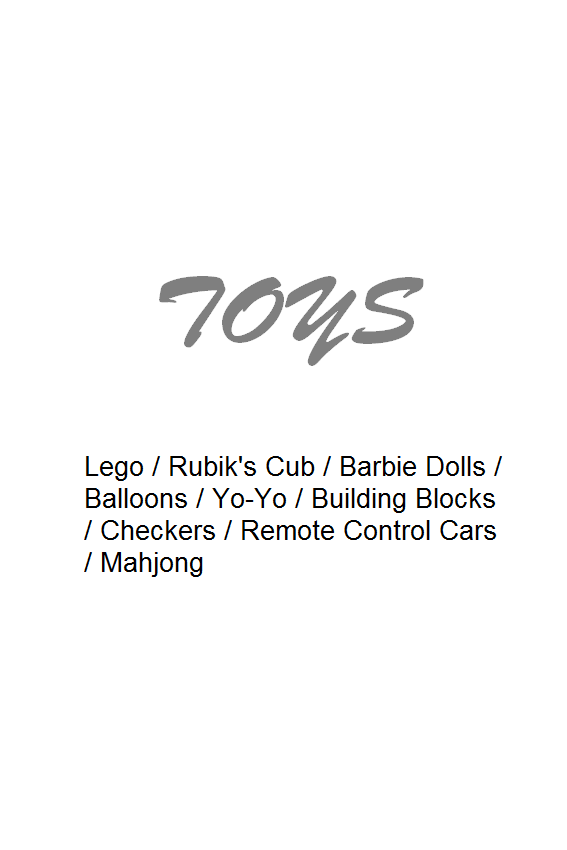 TOYS
Lego / Rubik's Cub / Barbie Dolls /
Balloons / Yo-Yo / Building Blocks
/ Checkers / Remote Control Cars
/ Mahjong